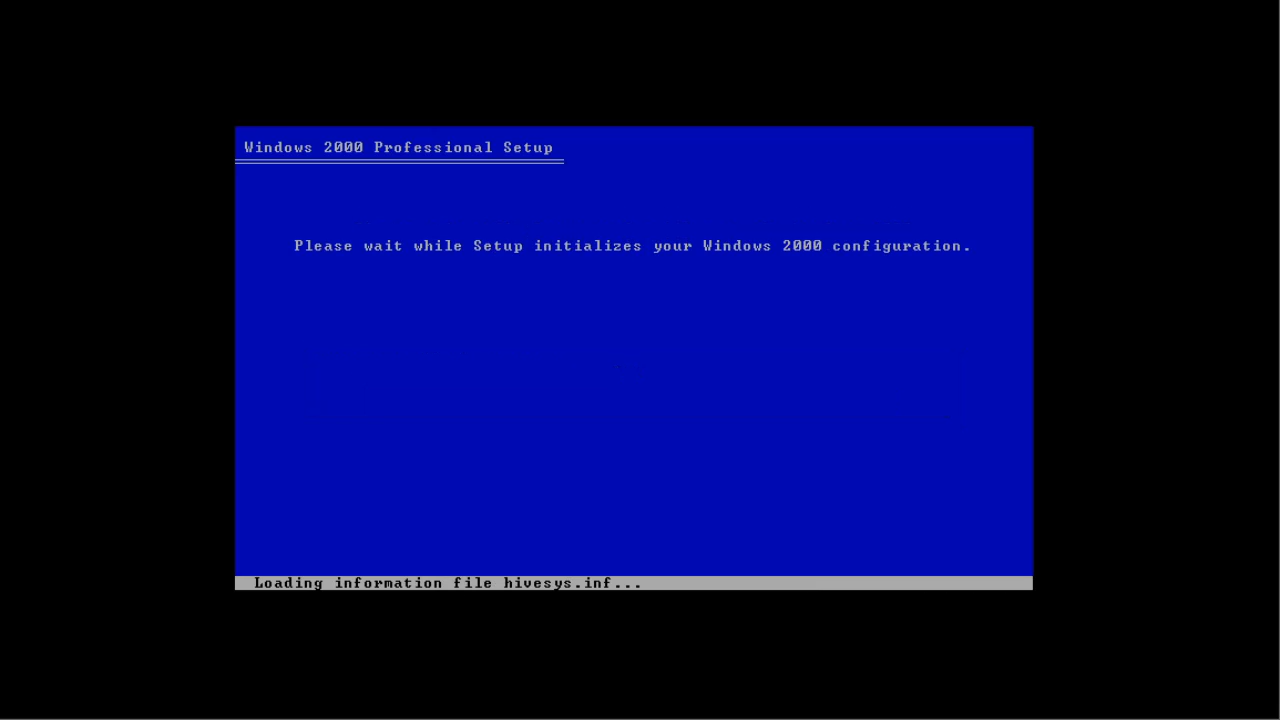 Windows 2000 Professional Setup
Please wait while Setup initializes your Windows 2000 configuration.
Loading information file hivesys.inf...